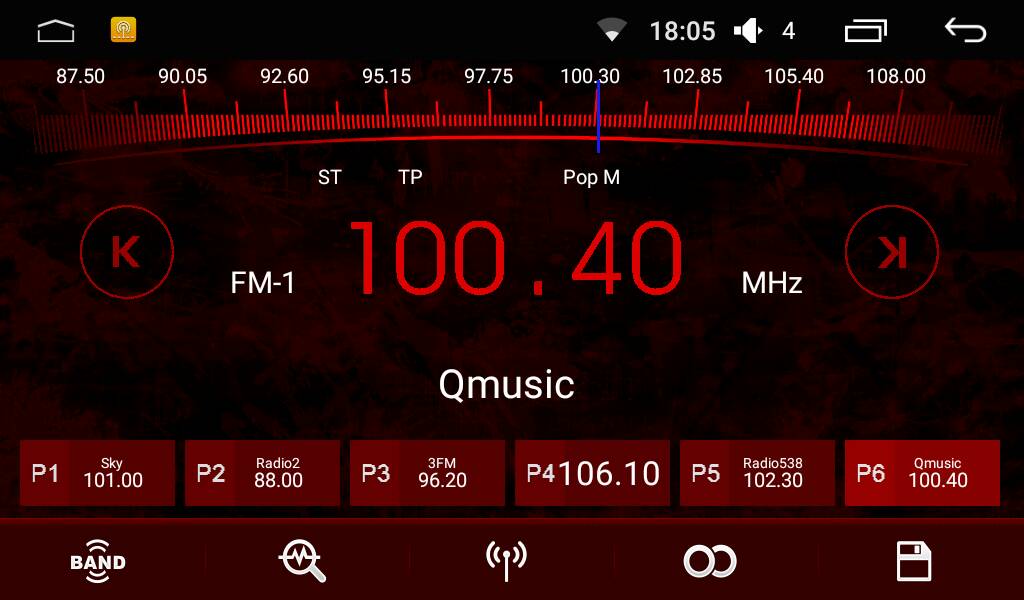 18:05 4
87.50 90.05 92.60 95.15 97.75 100.30 102.85 105.40 108.00
ST TP Pop M
FM-1 100.40 MHz
Qmusic
P1 Sky 101.00
P2 Radio2 88.00
P3 3FM 96.20
P4 106.10
P5 Radio538 102.30
P6 Qmusic 100.40
BAND